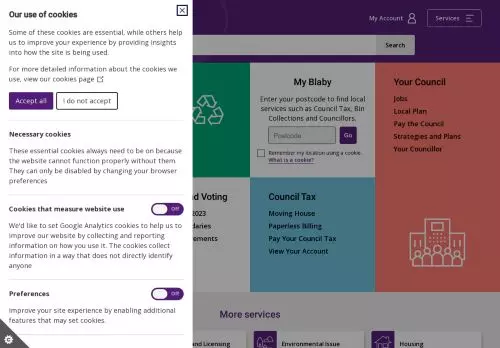 Our use of cookies
Some of these cookies are essential, while others help
us to improve your experience by providing insights
into how the site is being used.
For more detailed information about the cookies we
use, view our cookies page
Accept all
I do not accept
Necessary cookies
These essential cookies always need to be on because
the website cannot function properly without them.
They can only be disabled by changing your browser
preferences
Cookies that measure website use
Off
We'd like to set Google Analytics cookies to help us to
improve our website by collecting and reporting
information on how you use it. The cookies collect
information in a way that does not directly identify
anyone
Preferences
Off
Improve your site experience by enabling additional
features that may set cookies.
My Account
Services
Search
My Blaby
Enter your postcode to find local
services such as Council Tax, Bin
Collections and Councillors.
Postcode
Go
Remember my location using a cookie.
What is a cookie?
Your Council
Jobs
Local Plan
Pay the Council
Strategies and Plans
Your Councillor
d Voting
2023
daries
ements
Council Tax
Moving House
Paperless Billing
Pay Your Council Tax
View Your Account
More services
and Licensing
Environmental Issue
Housing